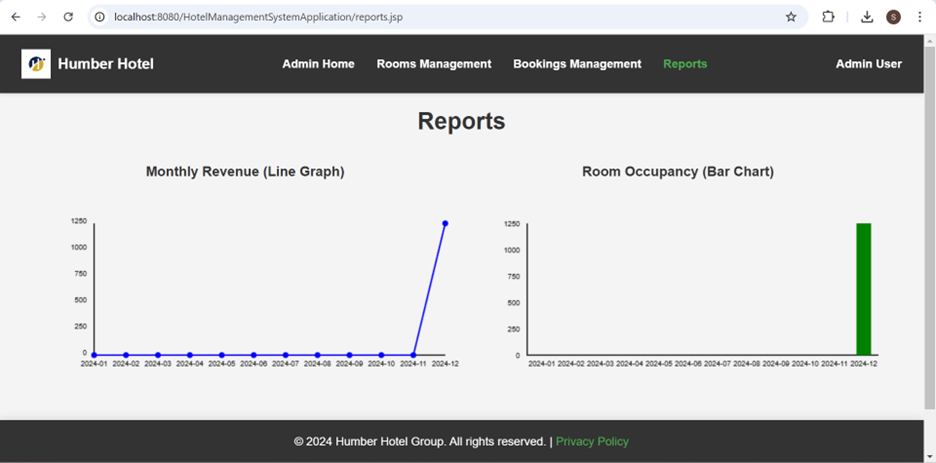 localhost:8080/HotelManagementSystemApplication/reports.jsp
S
Humber Hotel
Admin Home
Rooms Management
Bookings Management
Reports
Admin User
Reports
Monthly Revenue (Line Graph)
1250
1000
750
500
250
0
2024-01 2024-02 2024-03 2024-04 2024-05 2024-06 2024-07 2024-08 2024-09 2024-10 2024-11 2024-12
Room Occupancy (Bar Chart)
1250
1000
750
500
250
0
2024-01 2024-02 2024-03 2024-04 2024-05 2024-06 2024-07 2024-08 2024-09 2024-10 2024-11 2024-12
© 2024 Humber Hotel Group. All rights reserved. | Privacy Policy